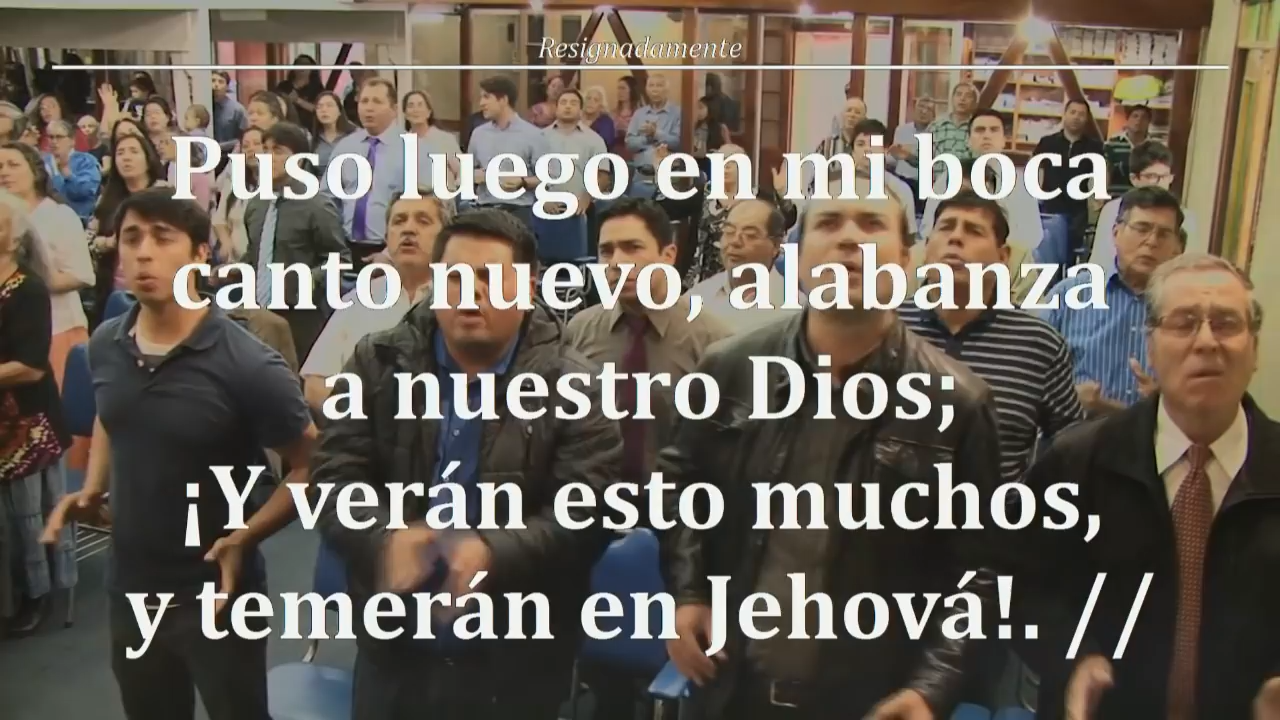 Resignadamente
Puso luego en mi boca
canto nuevo, alabanza
a nuestro Dios;
¡Y verán esto muchos,
y temerán en Jehová!. //